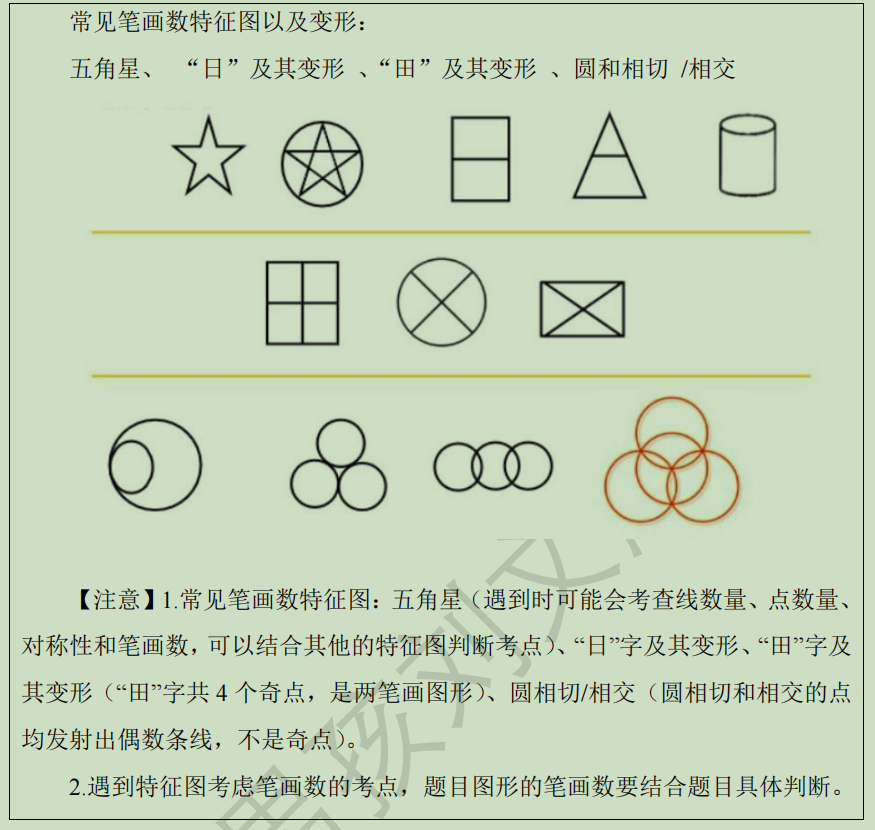 常见笔画数特征图以及变形：
五角星、 “日”及其变形 、“田”及其变形 、圆和相切 /相交
【注意】1.常见笔画数特征图：五角星（遇到时可能会考查线数量、点数量、
对称性和笔画数，可以结合其他的特征图判断考点）、“日”字及其变形、“田”字及
其变形（“田”字共 4 个奇点，是两笔画图形）、圆相切/相交（圆相切和相交的点
均发射出偶数条线，不是奇点）。
2.遇到特征图考虑笔画数的考点，题目图形的笔画数要结合题目具体判断。